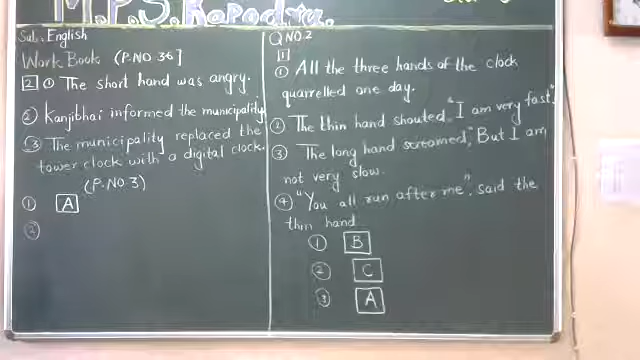 M.P.S. Kapodra.
Sub. English
Work Book (P.NO 36]
2 ① The short hand was angry.
② Kanjibhai informed the municipality
③ The municipality replaced the
tower clock with a digital clock.
(P.NO 3)
① A
②
Q NO.2
1
① All the three hands of the clock
quarrelled one day.
② The thin hand shouted "I am very fast".
③ The long hand screamed, "But I am
not very slow.
④ "You all run after me", said the
thin hand
① B
② C
③ A